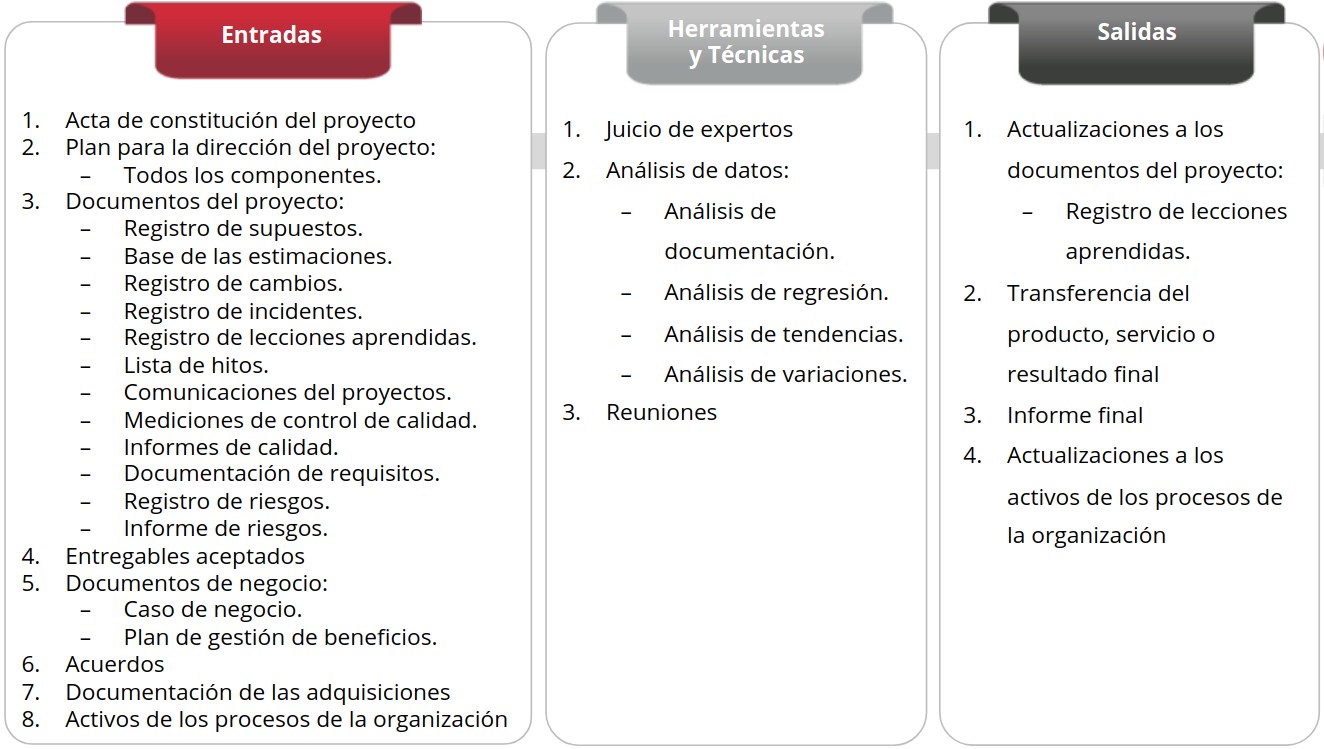 Entradas
1. Acta de constitución del proyecto
2. Plan para la dirección del proyecto:
– Todos los componentes.
3. Documentos del proyecto:
– Registro de supuestos.
– Base de las estimaciones.
– Registro de cambios.
– Registro de incidentes.
– Registro de lecciones aprendidas.
– Lista de hitos.
– Comunicaciones del proyectos.
– Mediciones de control de calidad.
– Informes de calidad.
– Documentación de requisitos.
– Registro de riesgos.
– Informe de riesgos.
4. Entregables aceptados
5. Documentos de negocio:
– Caso de negocio.
– Plan de gestión de beneficios.
6. Acuerdos
7. Documentación de las adquisiciones
8. Activos de los procesos de la organización
Herramientas
y Técnicas
1. Juicio de expertos
2. Análisis de datos:
– Análisis de
documentación.
– Análisis de regresión.
– Análisis de tendencias.
– Análisis de variaciones.
3. Reuniones
Salidas
1. Actualizaciones a los
documentos del proyecto:
– Registro de lecciones
aprendidas.
2. Transferencia del
producto, servicio o
resultado final
3. Informe final
4. Actualizaciones a los
activos de los procesos de
la organización